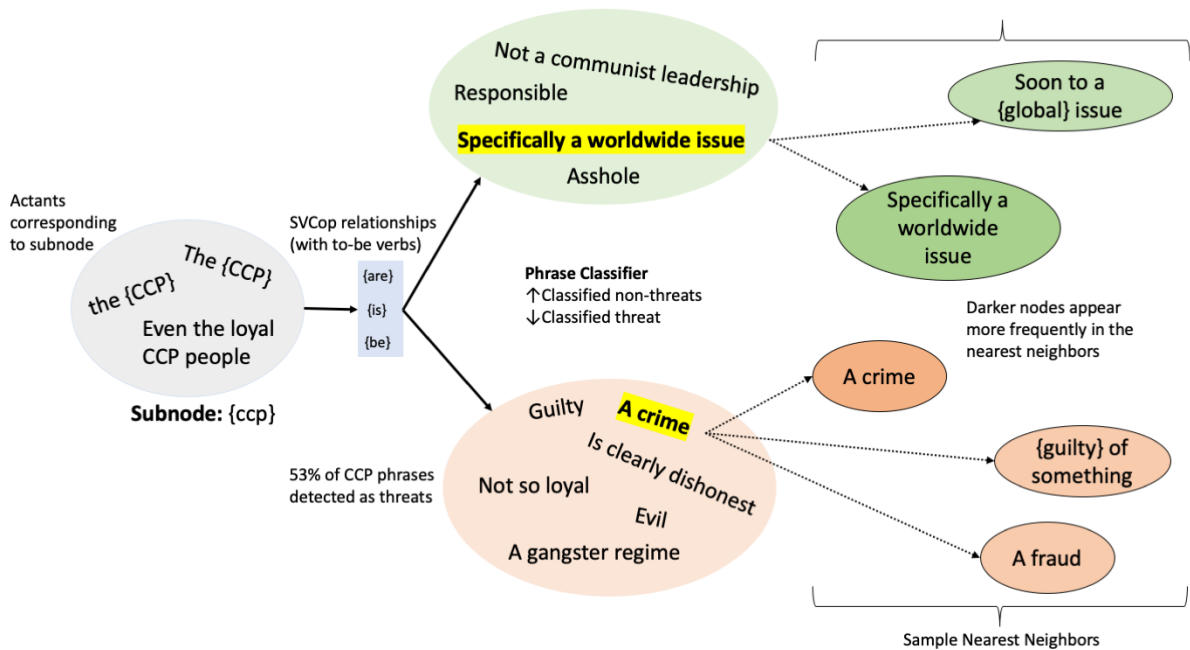 Actants
corresponding
to subnode
The {CCP}
the {CCP}
Even the loyal
CCP people
Subnode: {ccp}
SVCop relationships
(with to-be verbs)
{are}
{is}
{be}
Not a communist leadership
Responsible
Specifically a worldwide issue
Asshole
Phrase Classifier
↑Classified non-threats
↓Classified threat
53% of CCP phrases
detected as threats
Guilty
A crime
Is clearly dishonest
Not so loyal
Evil
A gangster regime
Soon to a
{global} issue
Specifically a
worldwide
issue
Darker nodes appear
more frequently in the
nearest neighbors
A crime
{guilty} of
something
A fraud
Sample Nearest Neighbors